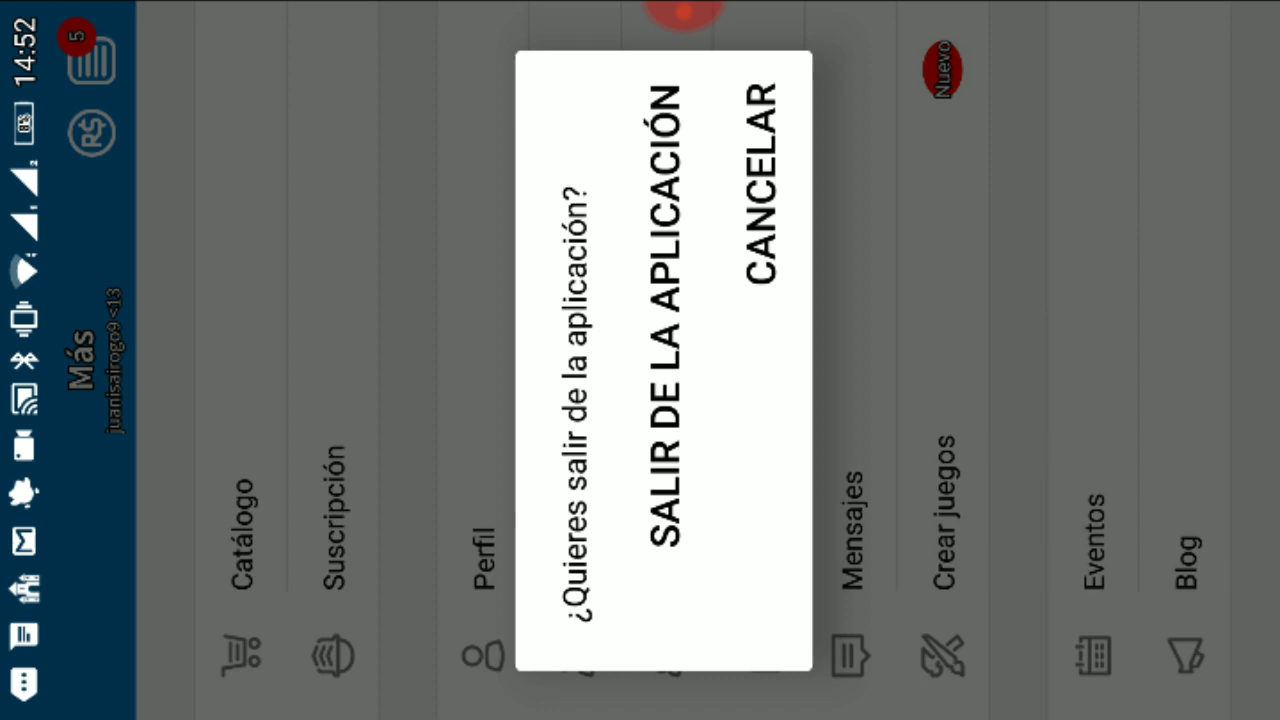 14:52
5
Más
juanisairogo9 <13
Catálogo
Suscripción
Perfil
¿Quieres salir de la aplicación?
SALIR DE LA APLICACIÓN
CANCELAR
Mensajes
Crear juegos
Nuevo
Eventos
Blog